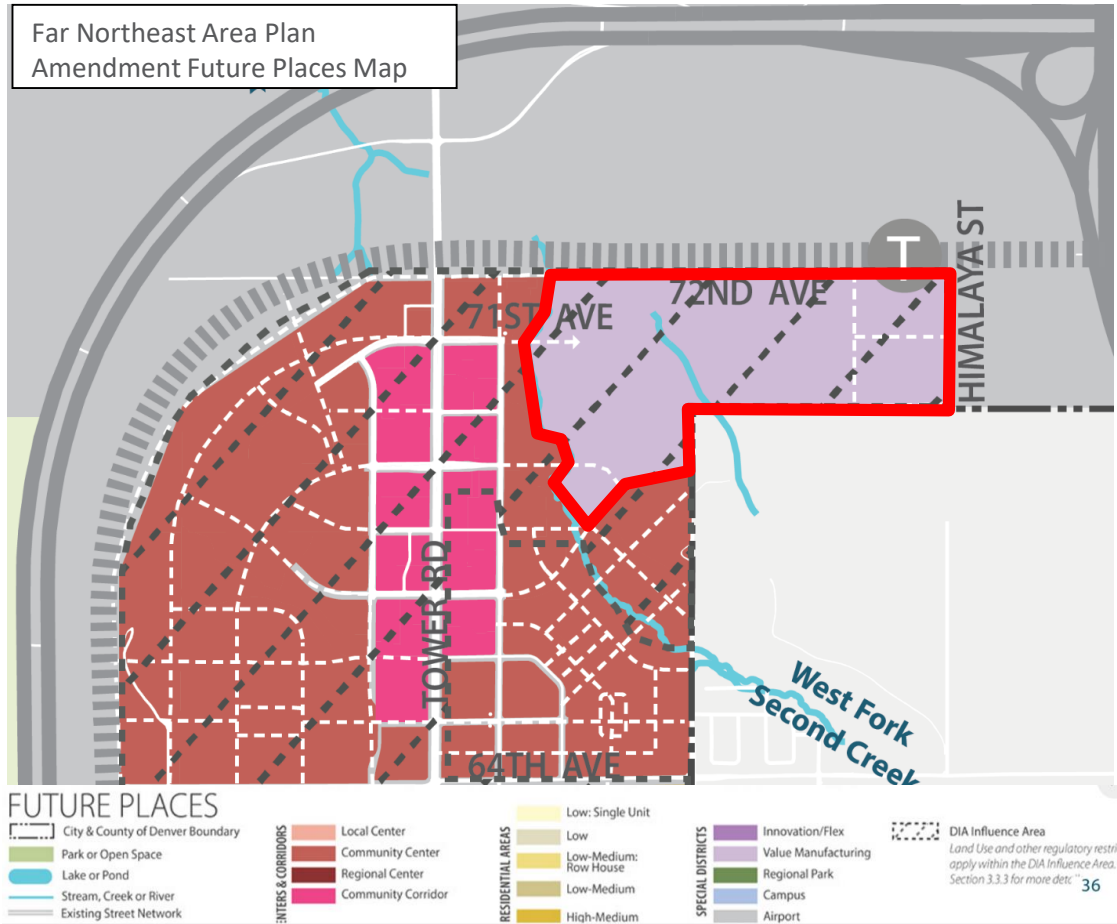 Far Northeast Area Plan
Amendment Future Places Map
T
72ND AVE
71ST AVE
HIMALAYA ST
TOWER RD
West Fork
Second Creek
64TH AVE
FUTURE PLACES
City & County of Denver Boundary
Park or Open Space
Lake or Pond
Stream, Creek or River
Existing Street Network
ENTERS & CORRIDORS
Local Center
Community Center
Regional Center
Community Corridor
RESIDENTIAL AREAS
Low: Single Unit
Low
Low-Medium:
Row House
Low-Medium
High-Medium
SPECIAL DISTRICTS
Innovation/Flex
Value Manufacturing
Regional Park
Campus
Airport
DIA Influence Area
Land Use and other regulatory restri
apply within the DIA Influence Area.
Section 3.3.3 for more
36